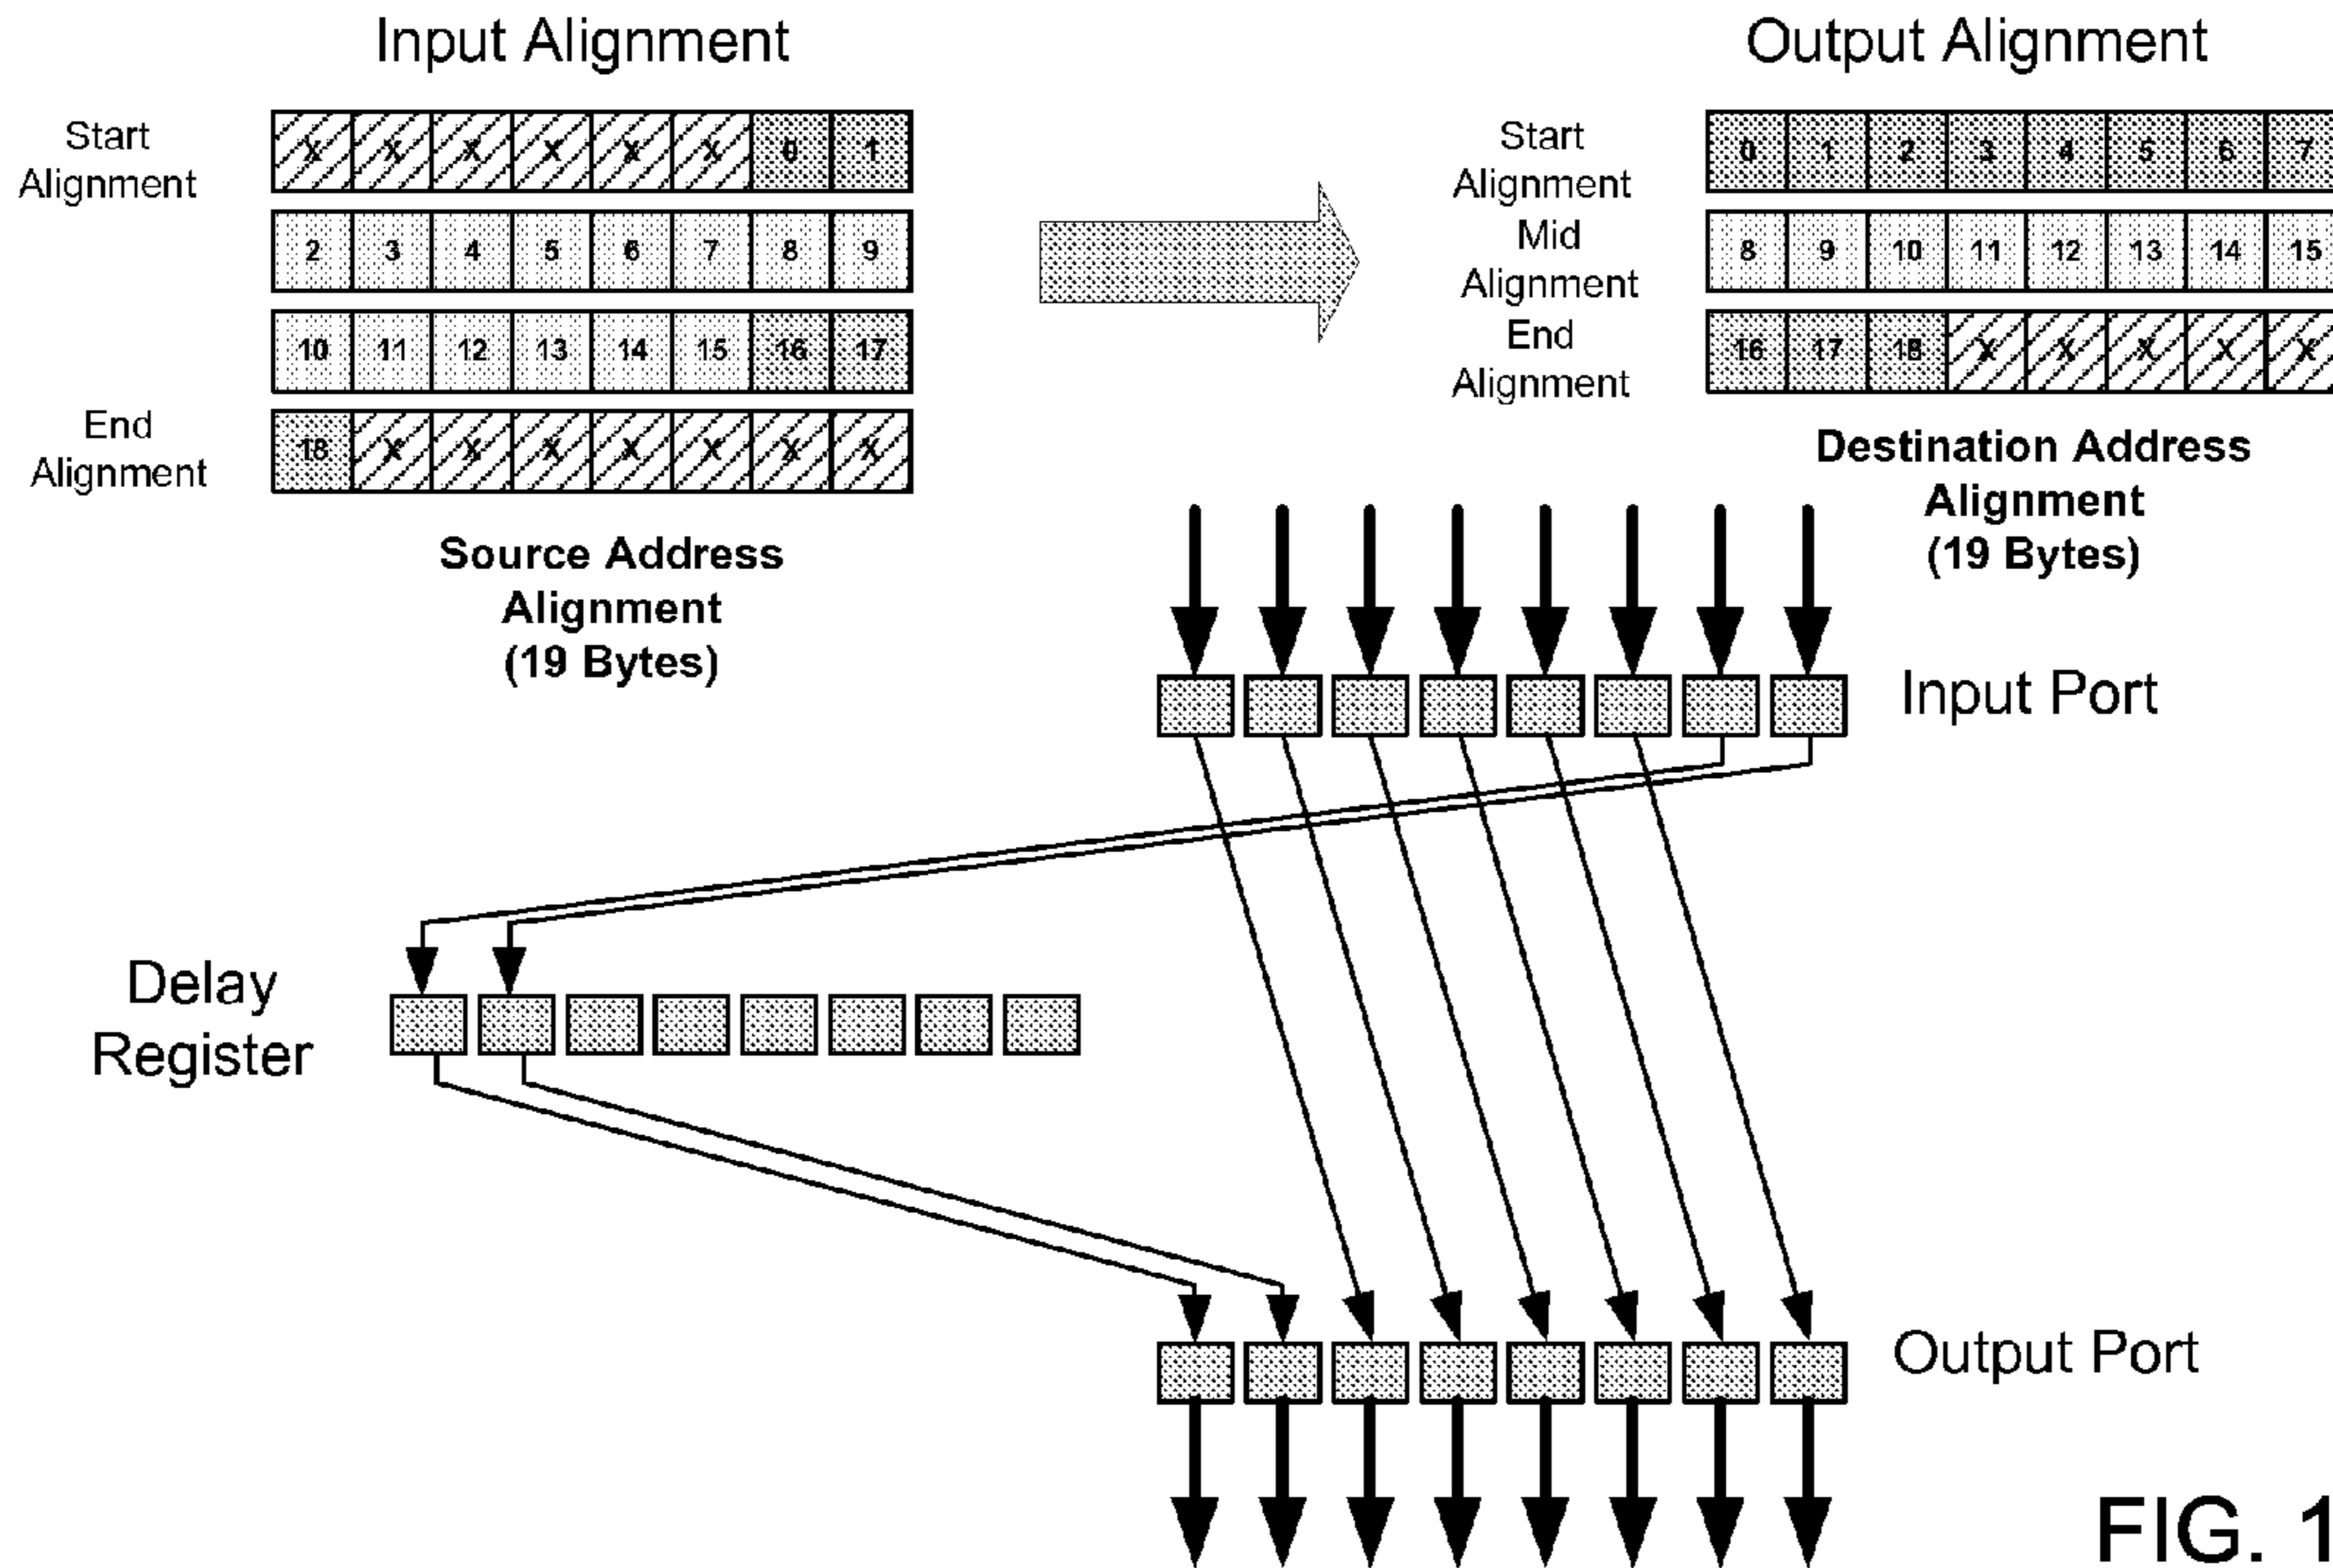 Input Alignment
Output Alignment
Start
Alignment
X X X X X X 0 1
2 3 4 5 6 7 8 9
10 11 12 13 14 15 16 17
End
Alignment
18 X X X X X X X
Source Address
Alignment
(19 Bytes)
Start
Alignment
0 1 2 3 4 5 6 7
Mid
Alignment
8 9 10 11 12 13 14 15
End
Alignment
16 17 18 X X X X X
Destination Address
Alignment
(19 Bytes)
Input Port
Delay
Register
Output Port
FIG. 1